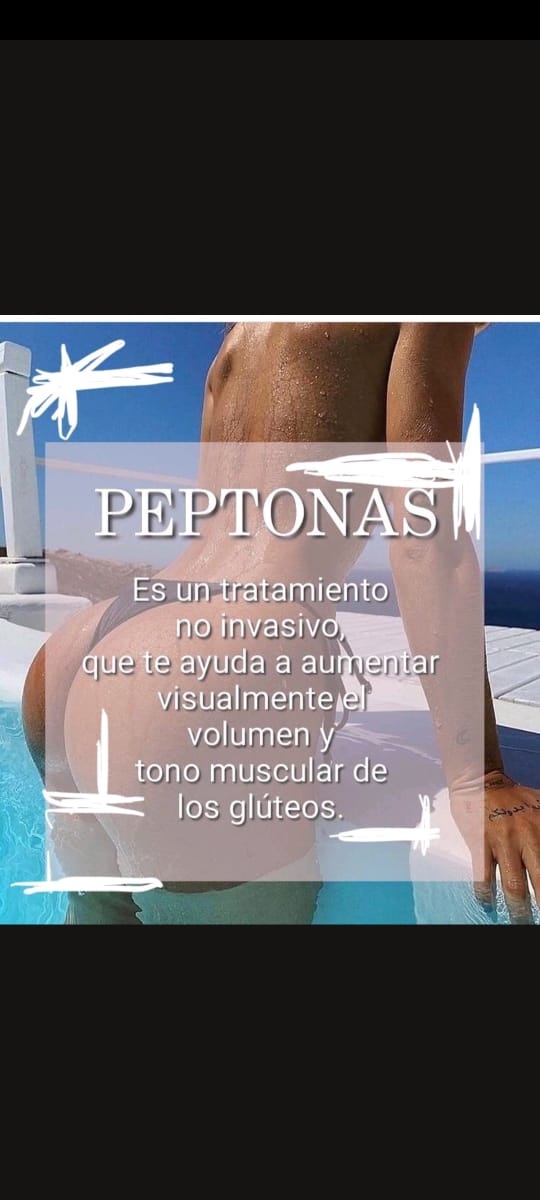 PEPTONAS
Es un tratamiento
no invasivo,
que te ayuda a aumentar
visualmente el
volumen y
tono muscular de
los glúteos.